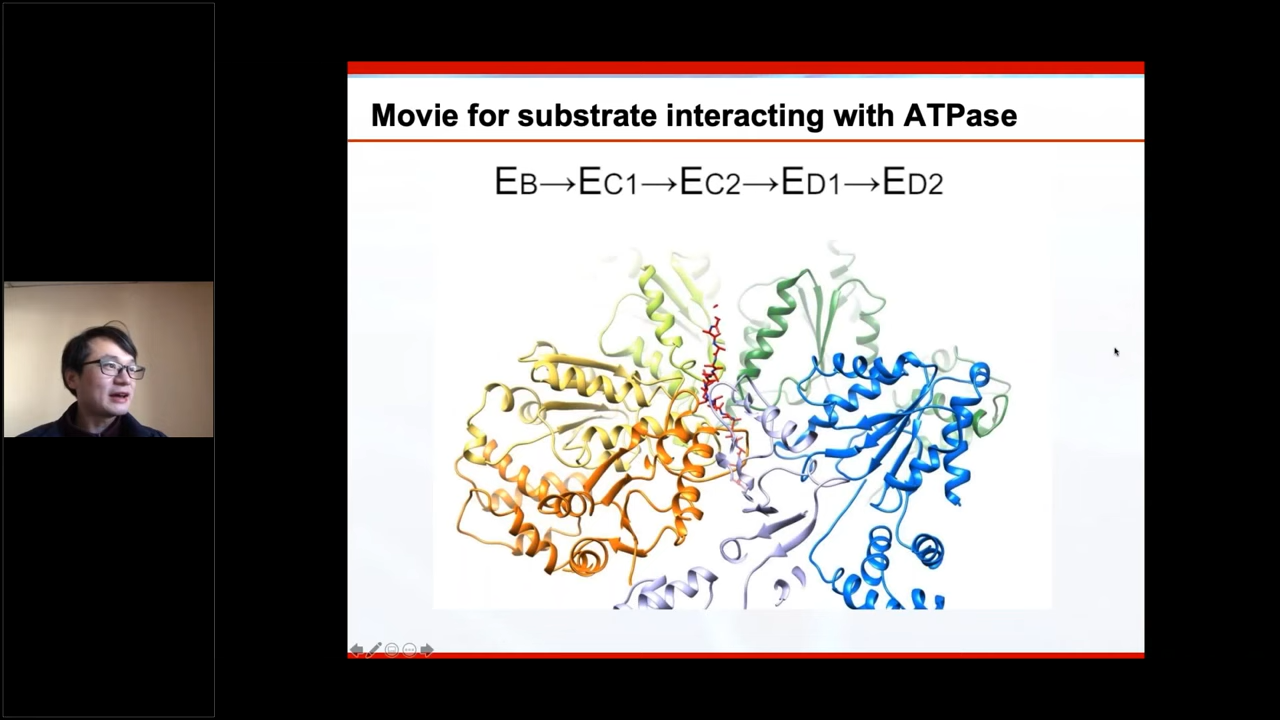 Movie for substrate interacting with ATPase
EB→EC1→EC2→ED1→ED2